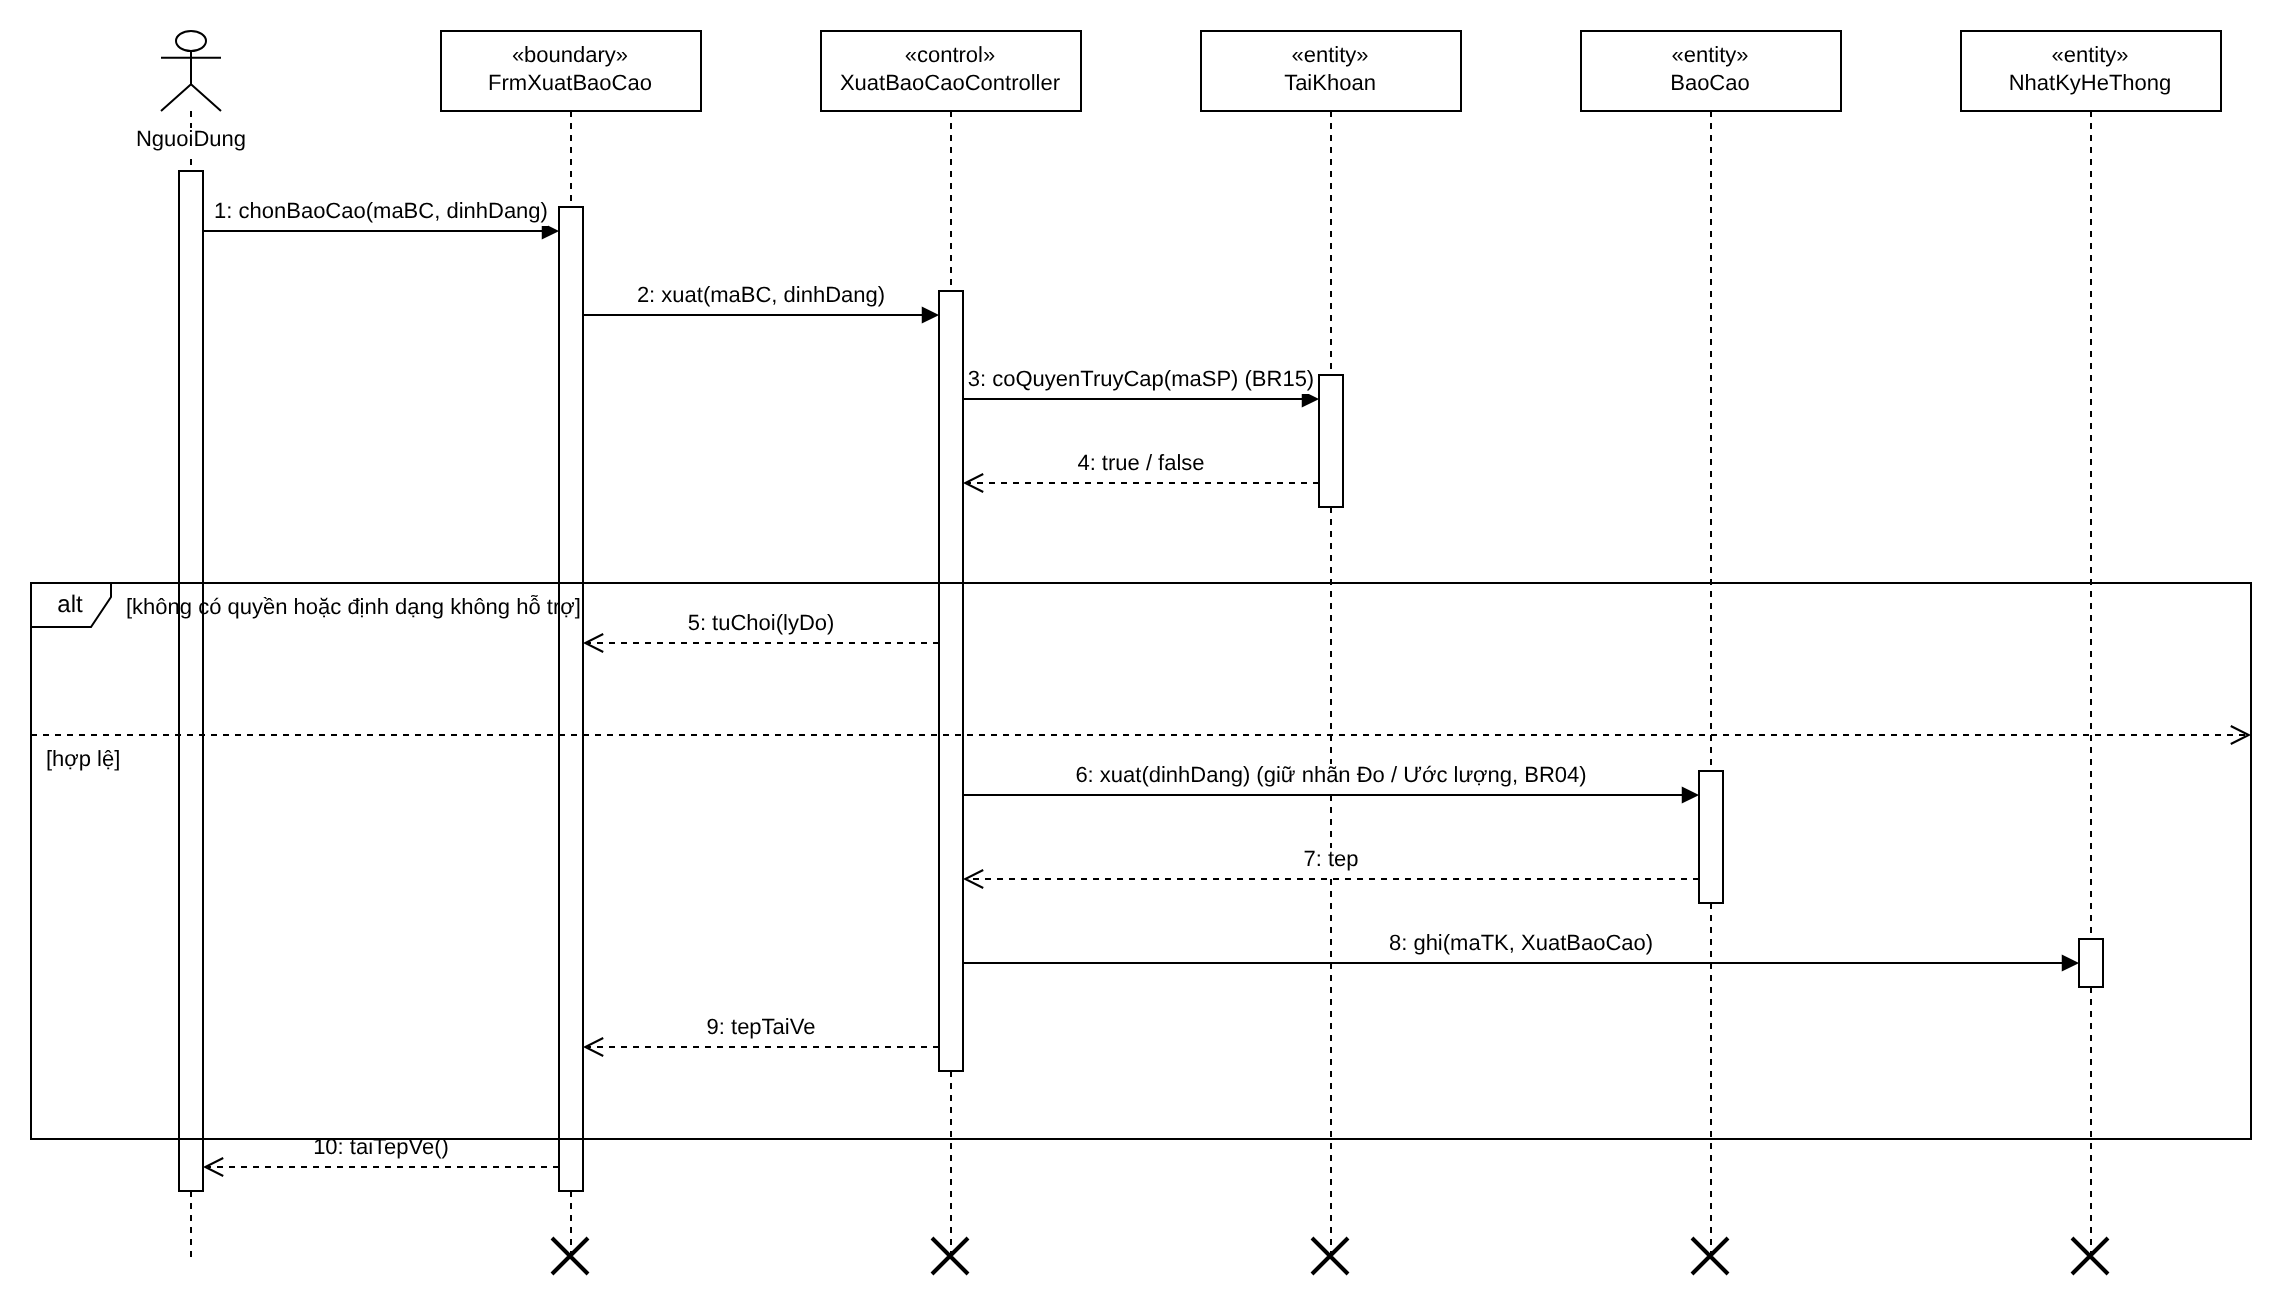 «boundary»
FrmXuatBaoCao
«control»
XuatBaoCaoController
«entity»
TaiKhoan
«entity»
BaoCao
«entity»
NhatKyHeThong
NguoiDung
1: chonBaoCao(maBC, dinhDang)
2: xuat(maBC, dinhDang)
3: coQuyenTruyCap(maSP) (BR15)
4: true / false
alt
[không có quyền hoặc định dạng không hỗ trợ]
5: tuChoi(lyDo)
[hợp lệ]
6: xuat(dinhDang) (giữ nhãn Đo / Ước lượng, BR04)
7: tep
8: ghi(maTK, XuatBaoCao)
9: tepTaiVe
10: taiTepVe()